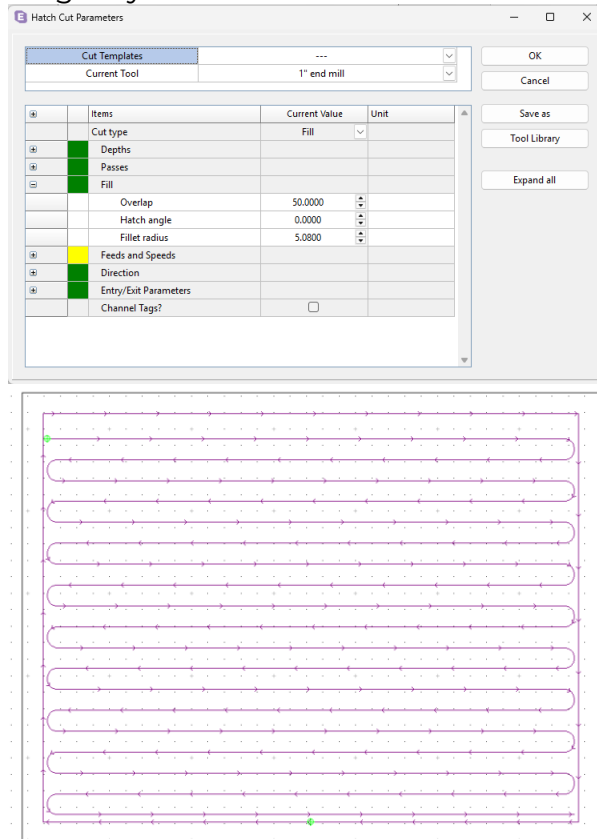 Hatch Cut Parameters
Cut Templates --- OK
Current Tool 1" end mill Cancel
Items Current Value Unit Save as
Cut type Fill Tool Library
Depths
Passes
Fill Expand all
Overlap 50.0000
Hatch angle 0.0000
Fillet radius 5.0800
Feeds and Speeds
Direction
Entry/Exit Parameters
Channel Tags?